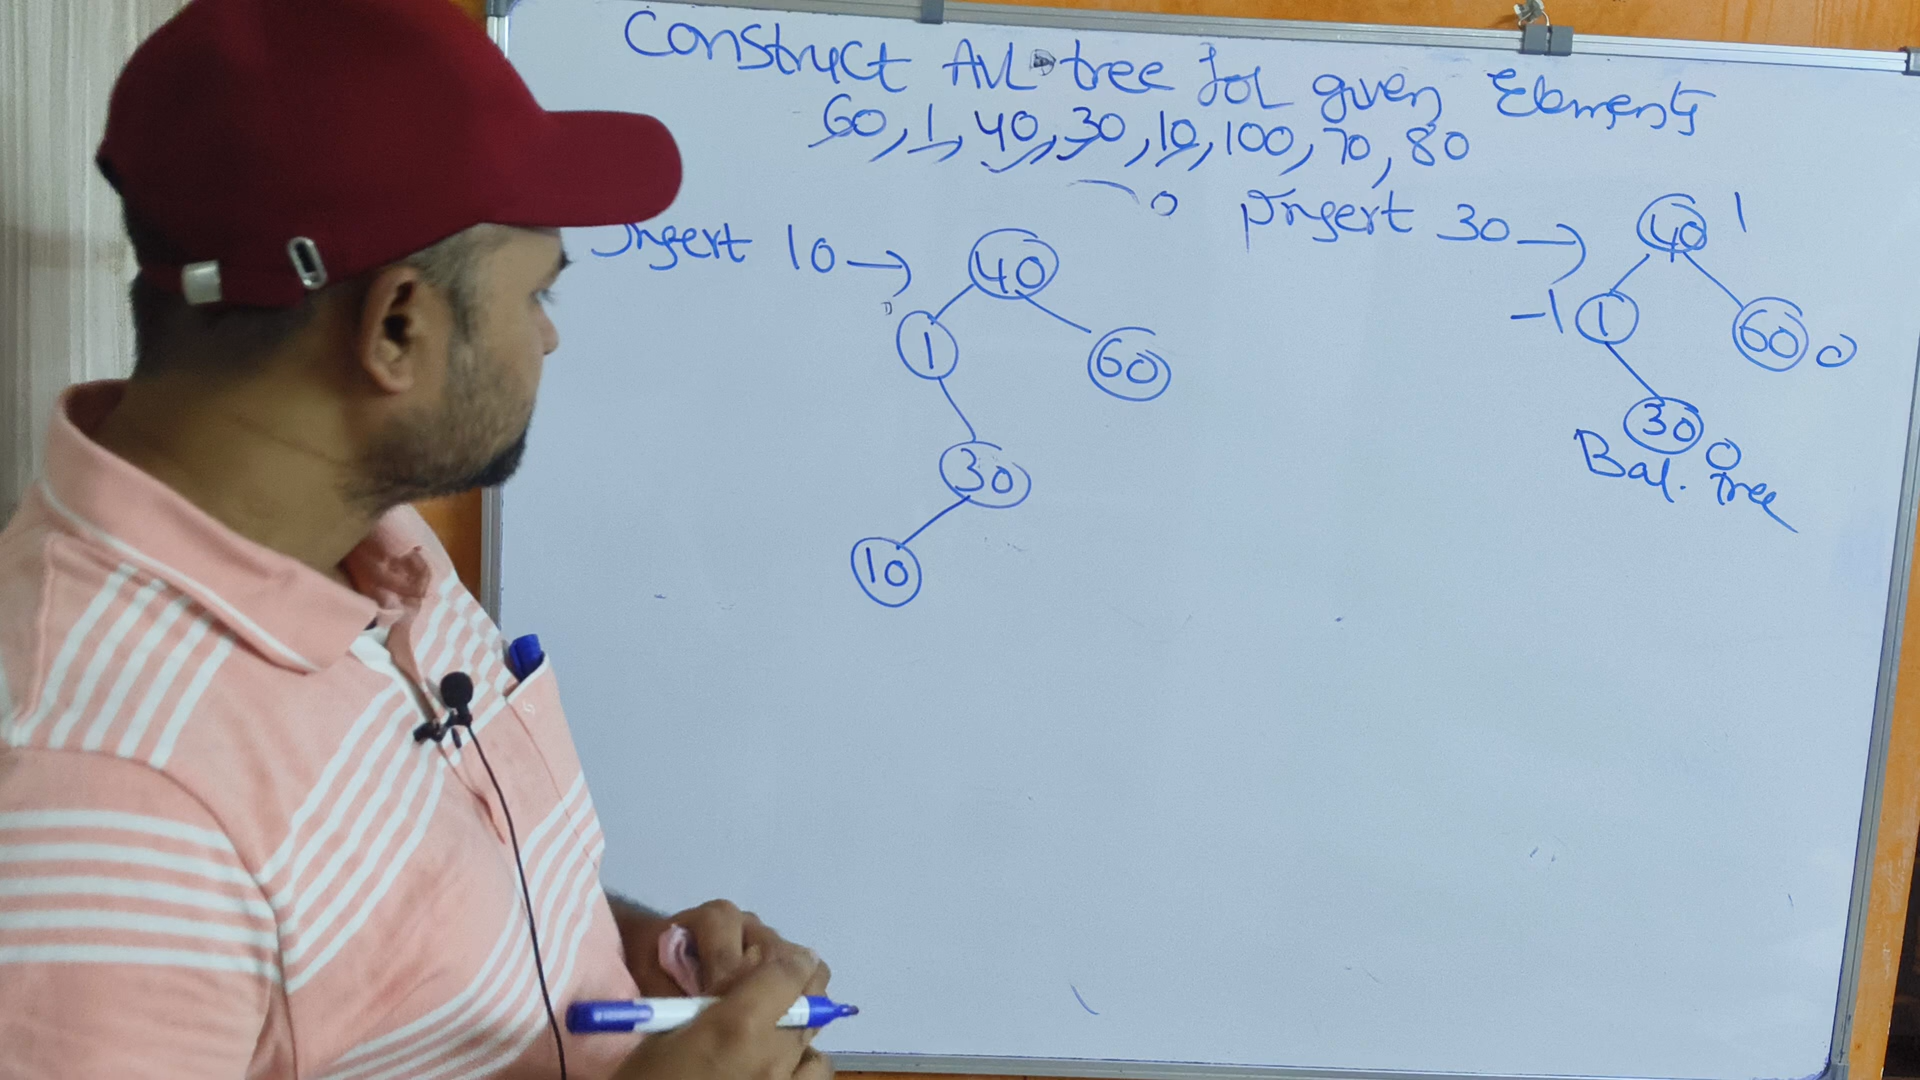 Construct AVL tree for given Elements
60, 1, 40, 30, 10, 100, 70, 80
Insert 10 → 40
1
60
30
10
0
Insert 30 → 40 1
-1 1
60 0
30 0
Bal. tree